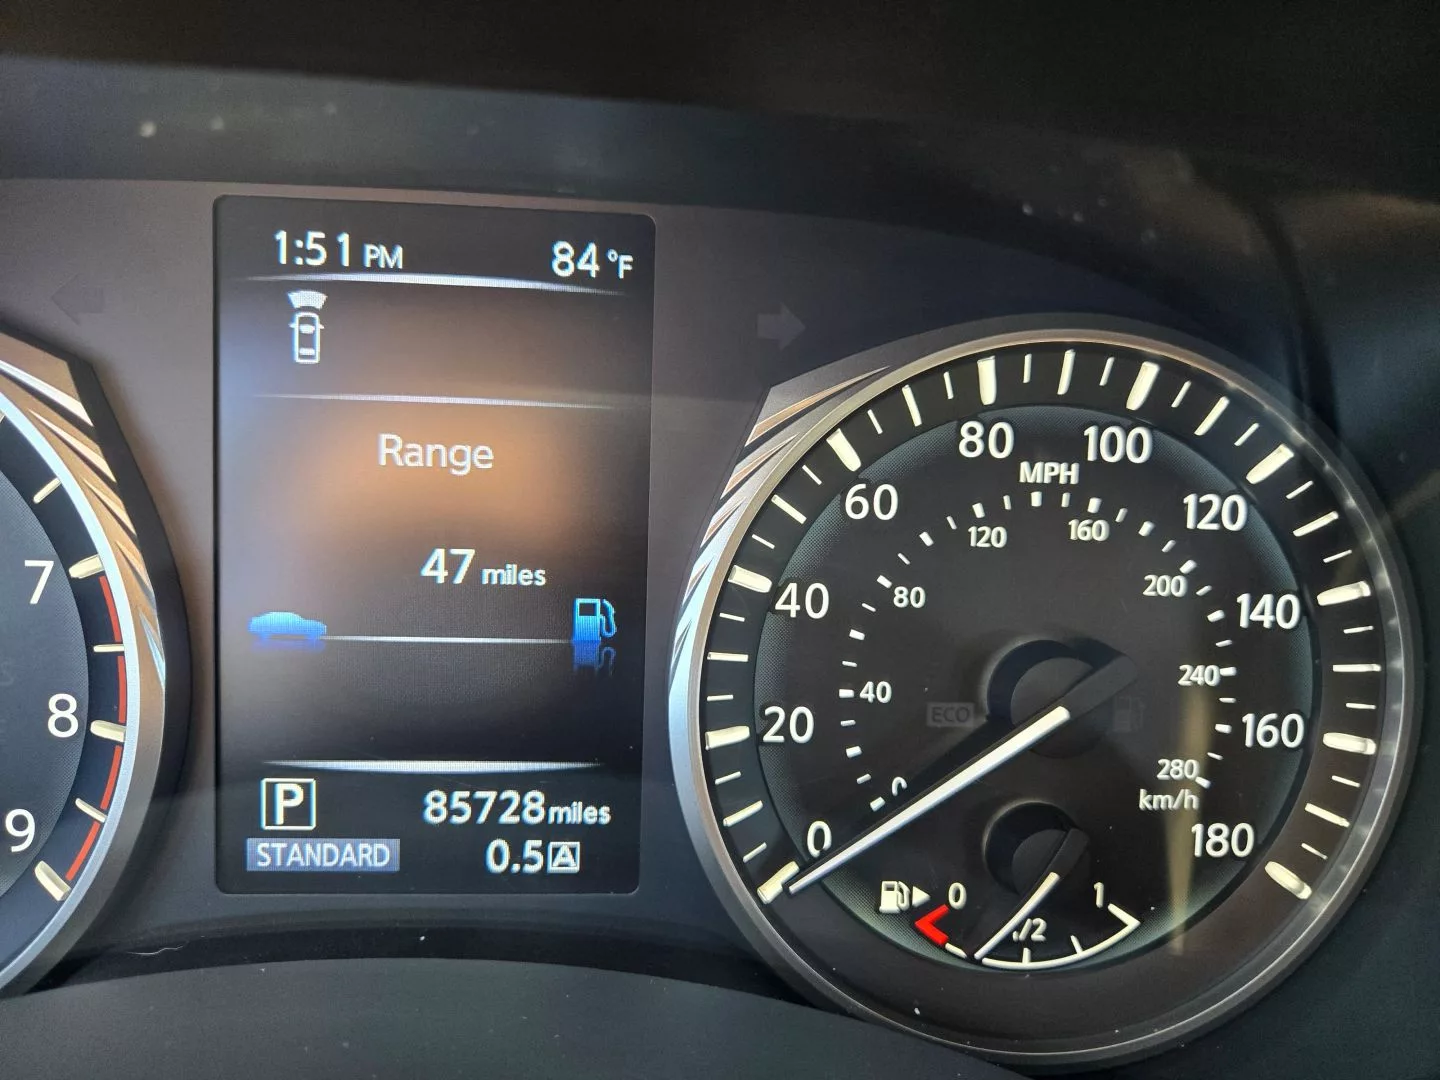 1:51 PM 84 °F
Range
47 miles
P 85728 miles
STANDARD 0.5 A
7
8
9
MPH
0 20 40 60 80 100 120 140 160 180
0 40 80 120 160 200 240 280
km/h
ECO
0 1/2 1